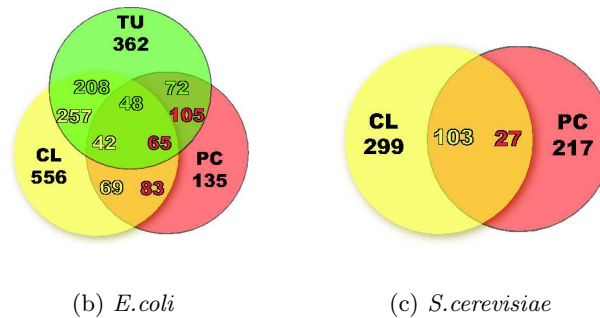 TU
362
208
72
48
257
105
42
65
CL
556
PC
135
69
83
CL
299
103
27
PC
217
(b) E.coli
(c) S.cerevisiae